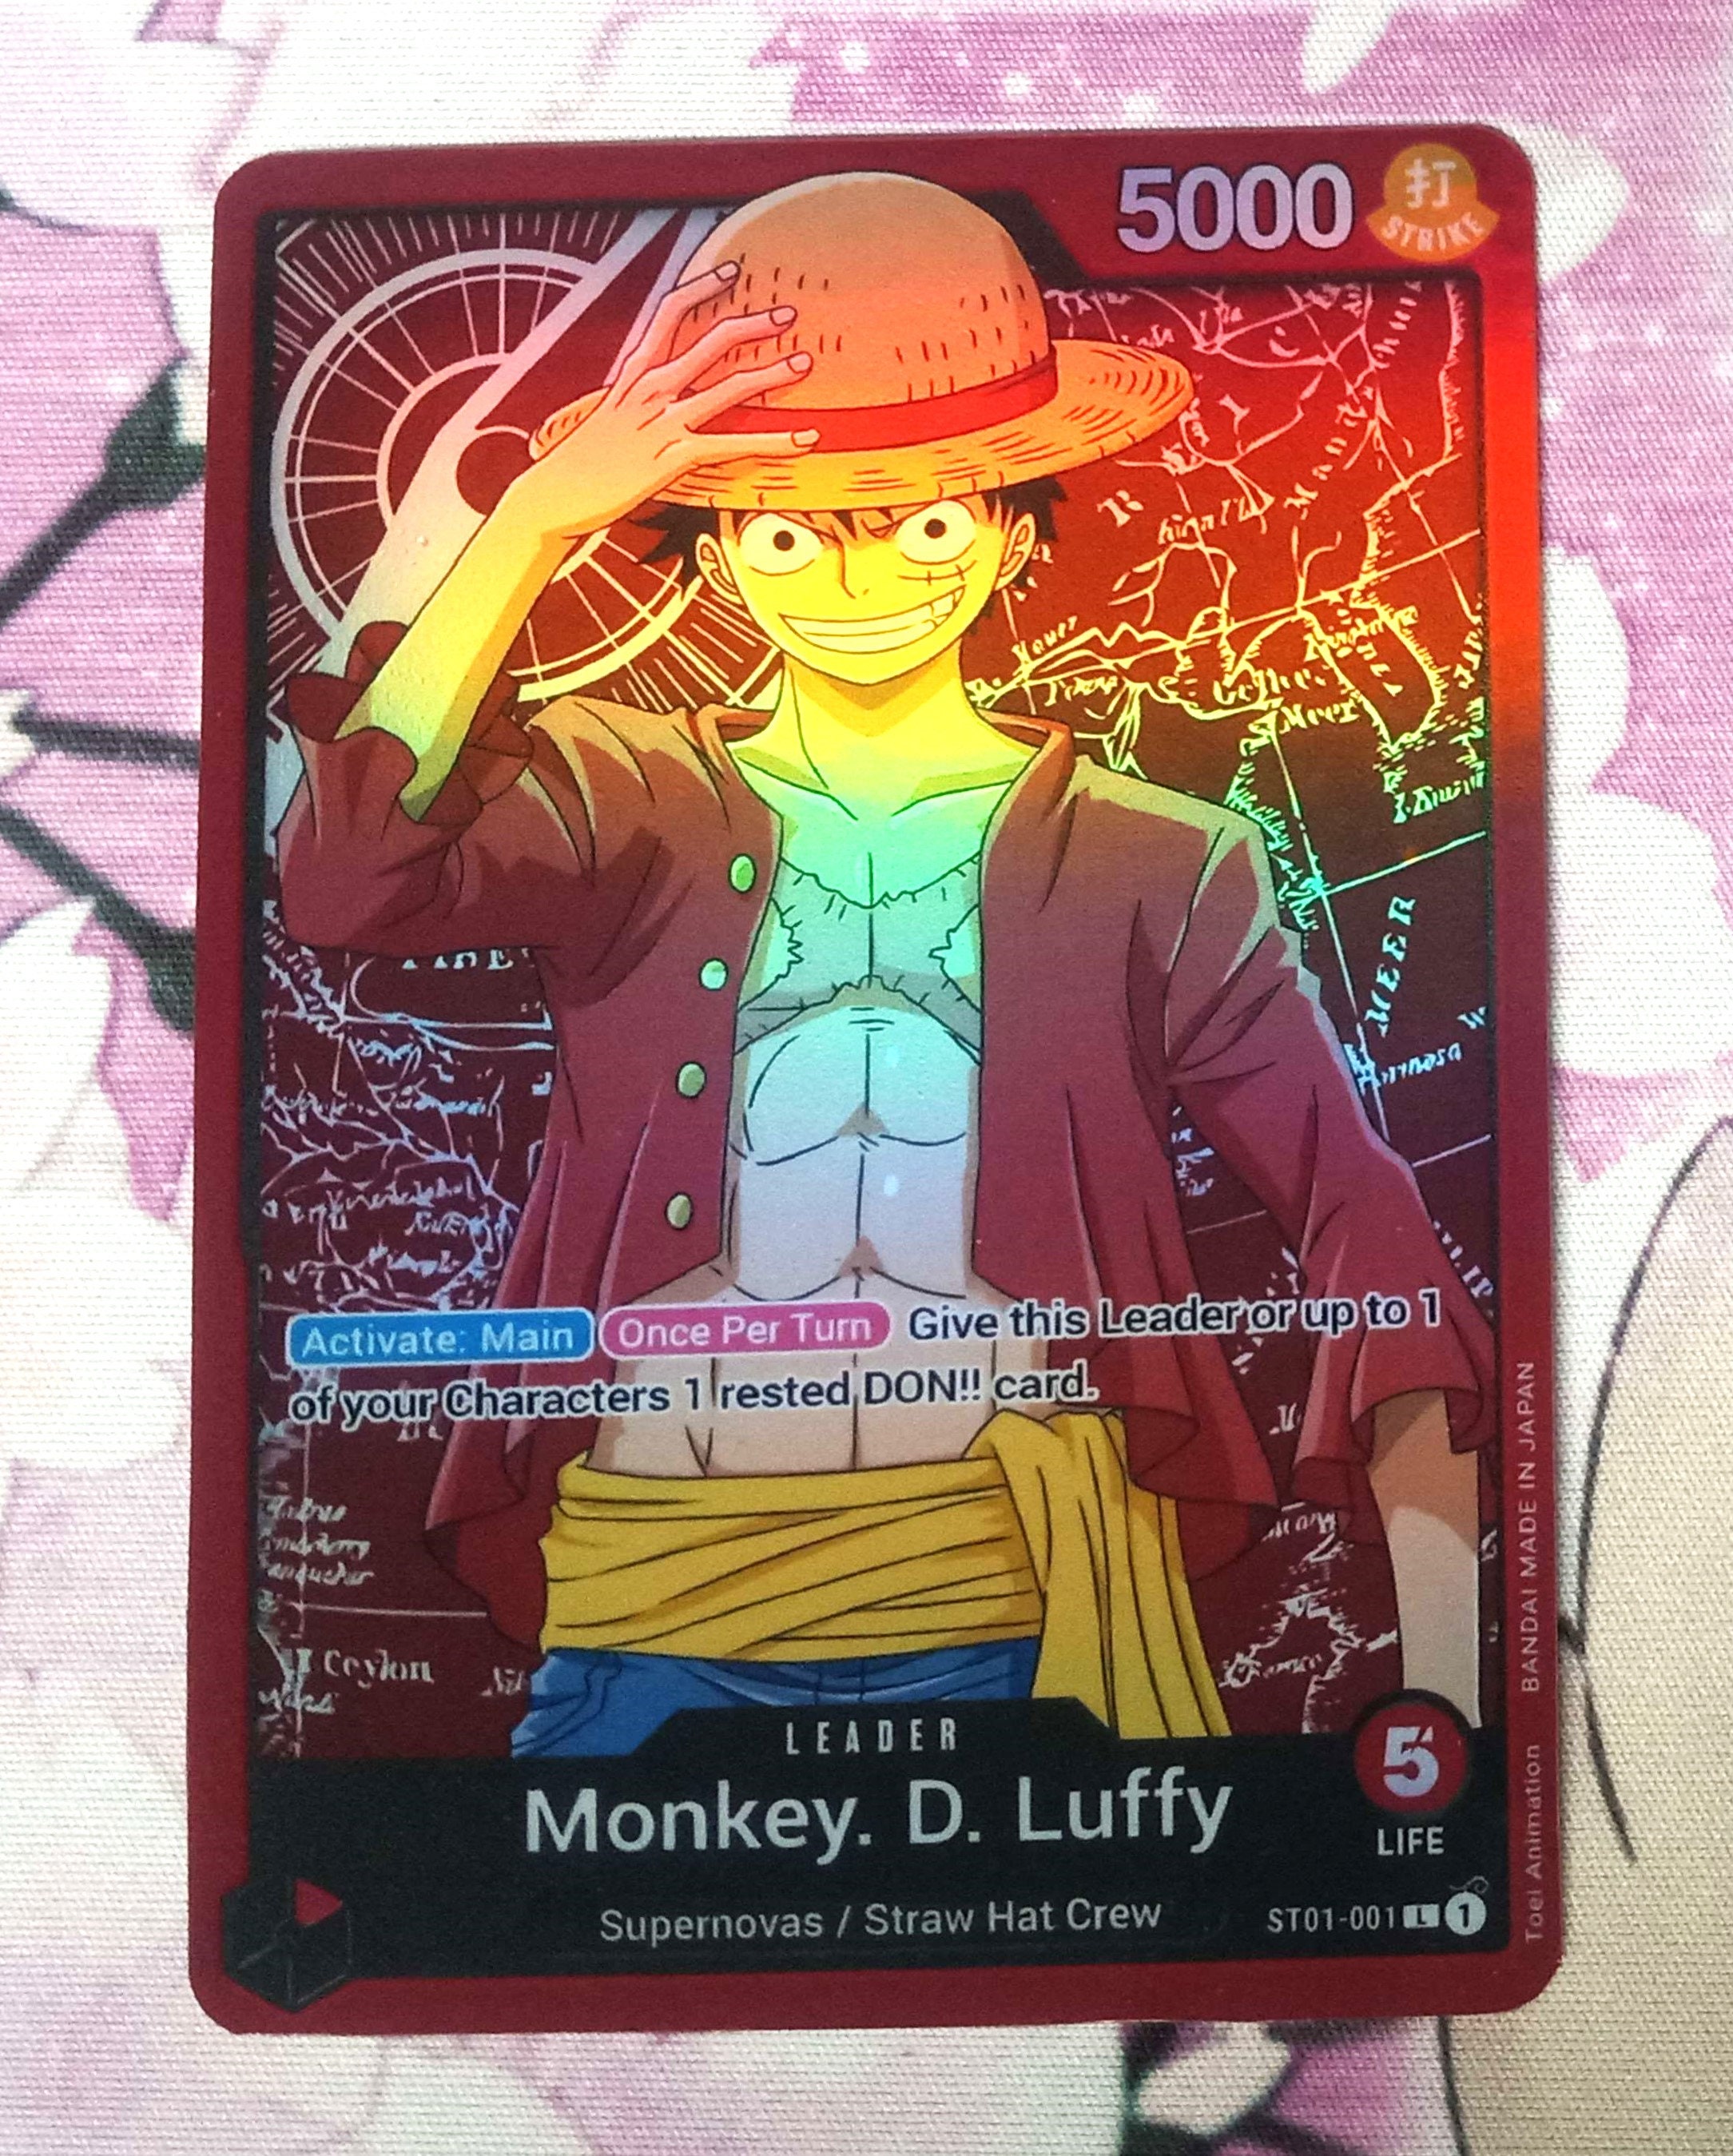 5000
打
STRIKE
MEER
Activate: Main Once Per Turn Give this Leader or up to 1
of your Characters 1 rested DON!! card.
Ceylon
LEADER
Monkey. D. Luffy
5
LIFE
Supernovas / Straw Hat Crew
ST01-001 L 1
Toei Animation BANDAI MADE IN JAPAN